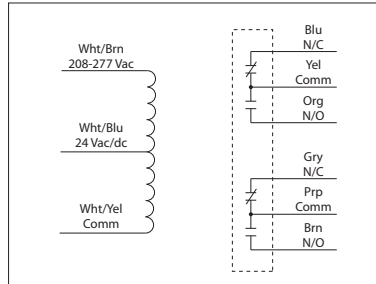 Wht/Brn
208-277 Vac
Wht/Blu
24 Vac/dc
Wht/Yel
Comm
Blu
N/C
Yel
Comm
Org
N/O
Gry
N/C
Prp
Comm
Brn
N/O